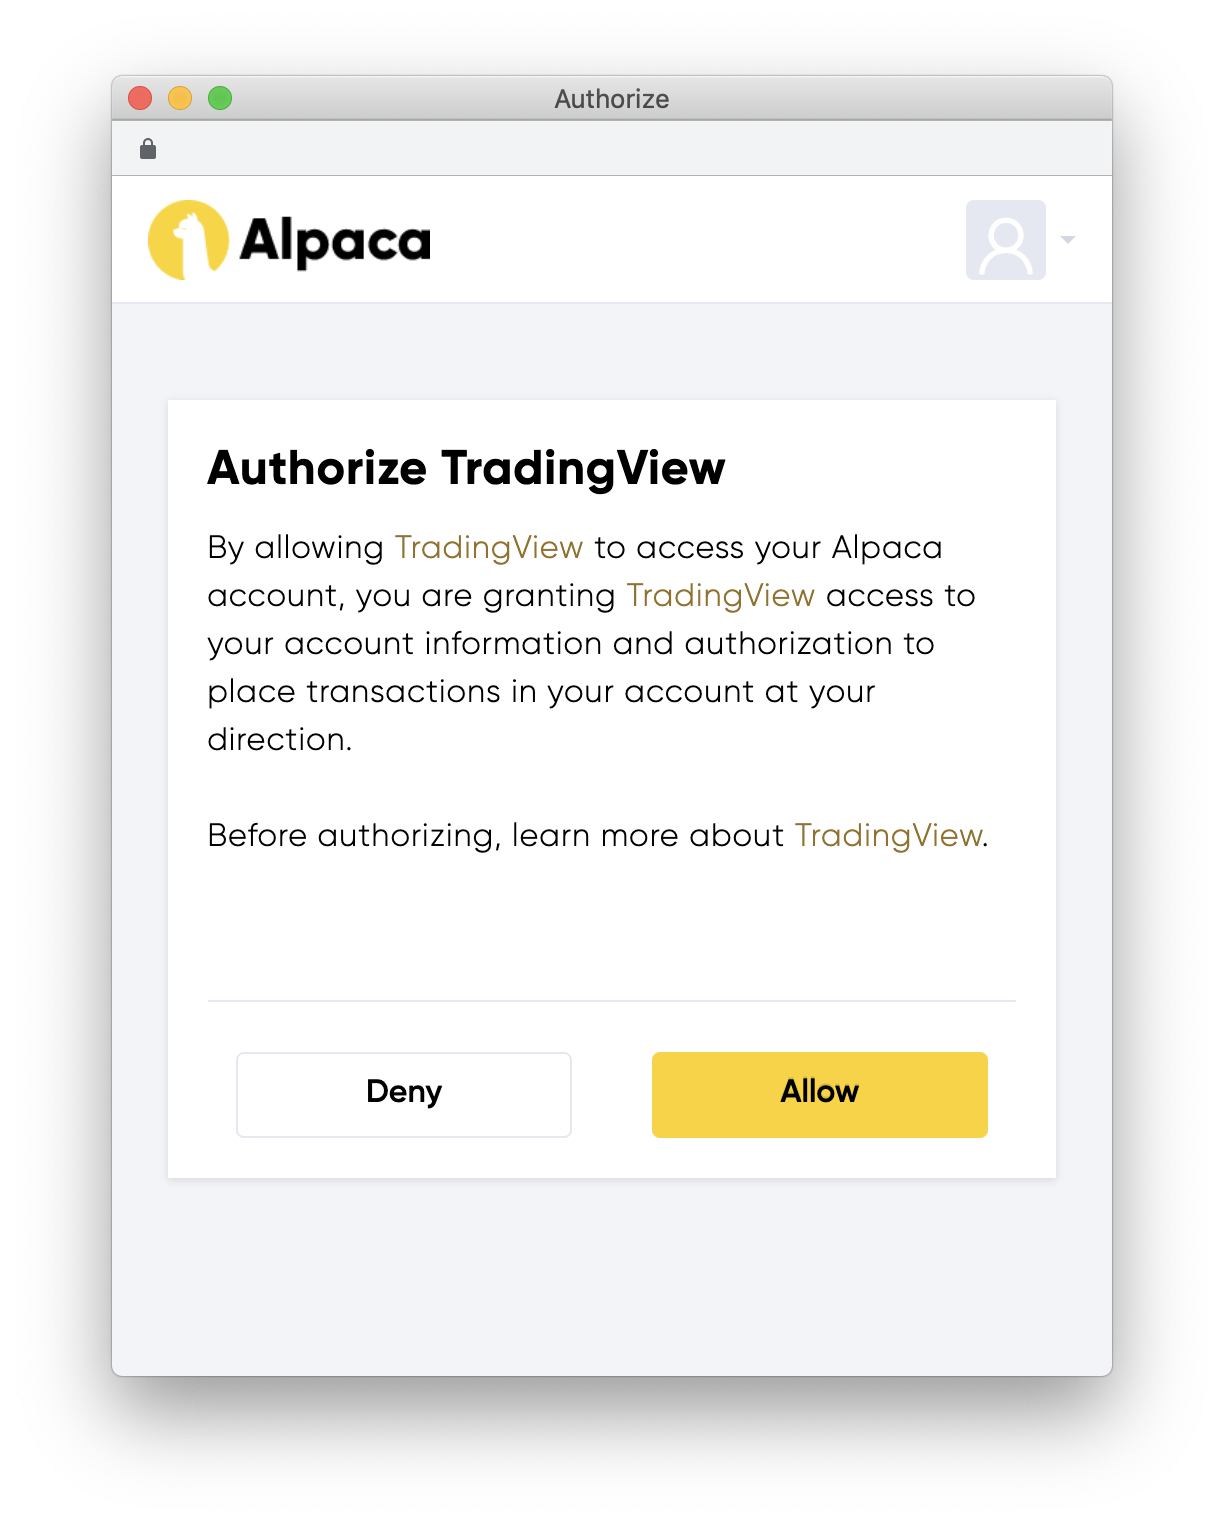 Authorize
Alpaca
Authorize TradingView
By allowing TradingView to access your Alpaca
account, you are granting TradingView access to
your account information and authorization to
place transactions in your account at your
direction.
Before authorizing, learn more about TradingView.
Deny
Allow